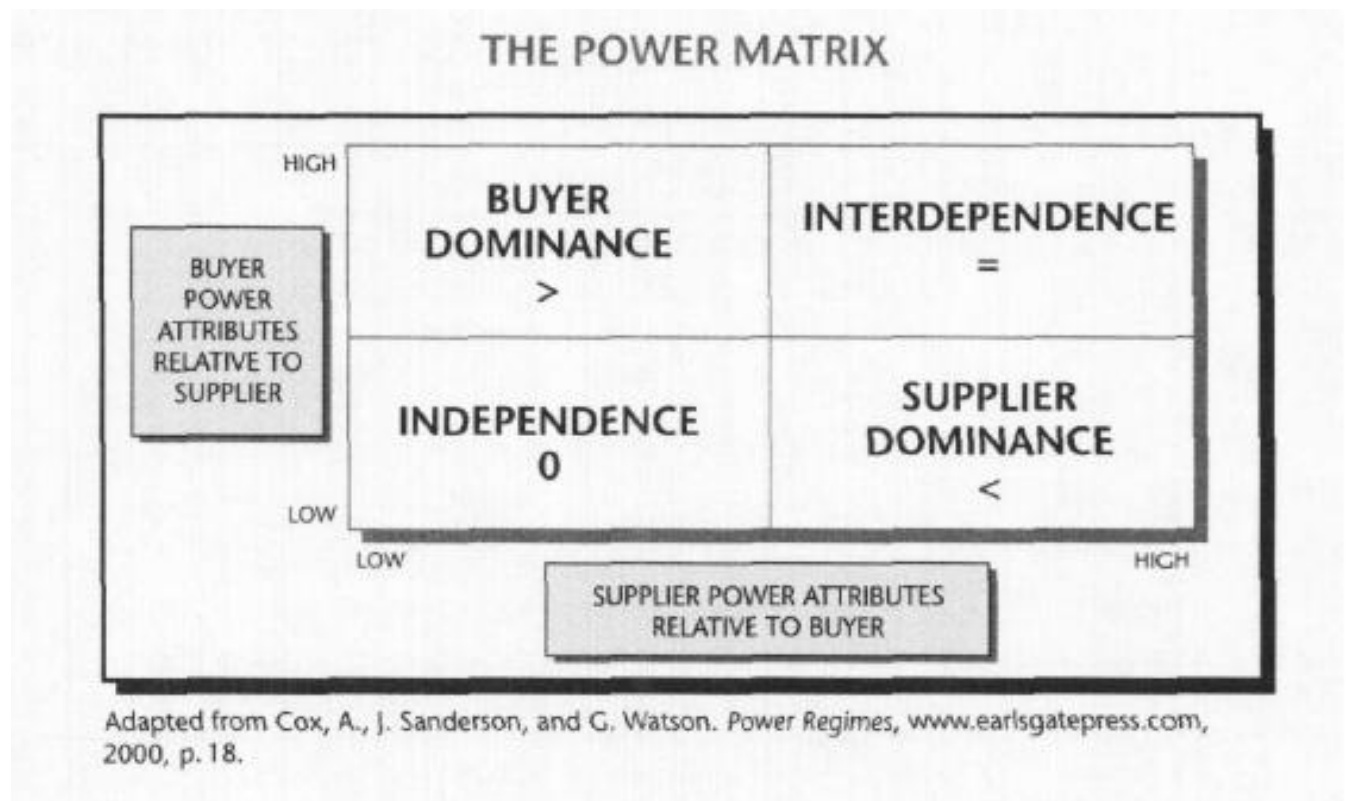 THE POWER MATRIX
HIGH
BUYER
DOMINANCE
>
INTERDEPENDENCE
=
BUYER
POWER
ATTRIBUTES
RELATIVE TO
SUPPLIER
INDEPENDENCE
0
SUPPLIER
DOMINANCE
<
LOW
LOW
HIGH
SUPPLIER POWER ATTRIBUTES
RELATIVE TO BUYER
Adapted from Cox, A., J. Sanderson, and G. Watson. Power Regimes, www.earlsgatepress.com,
2000, p. 18.